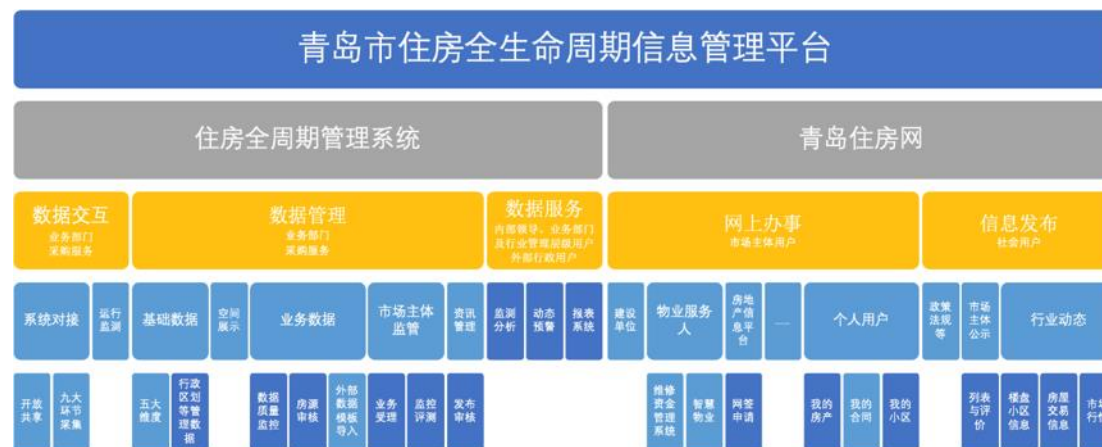 青岛市住房全生命周期信息管理平台
住房全周期管理系统
青岛住房网
数据交互
业务部门
采购服务
数据管理
业务部门
采购服务
数据服务
内部领导、业务部门
及行业管理层级用户
外部行政用户
网上办事
市场主体用户
信息发布
社会用户
系统对接
运行
监测
基础数据
空间
展示
业务数据
市场主体
监管
资讯
管理
监测
分析
动态
预警
报表
系统
建设
单位
物业服务
人
房地
产信
息平
台
……
个人用户
政策
法规
等
市场
主体
公示
行业动态
开放
共享
九大
环节
采集
五大
维度
行政
区划
等管
理数
据
数据
质量
监控
房源
审核
外部
数据
模板
导入
业务
受理
监控
评测
发布
审核
维修
资金
管理
系统
智慧
物业
网签
申请
我的
房产
我的
合同
我的
小区
列表
与评
价
楼盘
小区
信息
房屋
交易
信息
市场
行